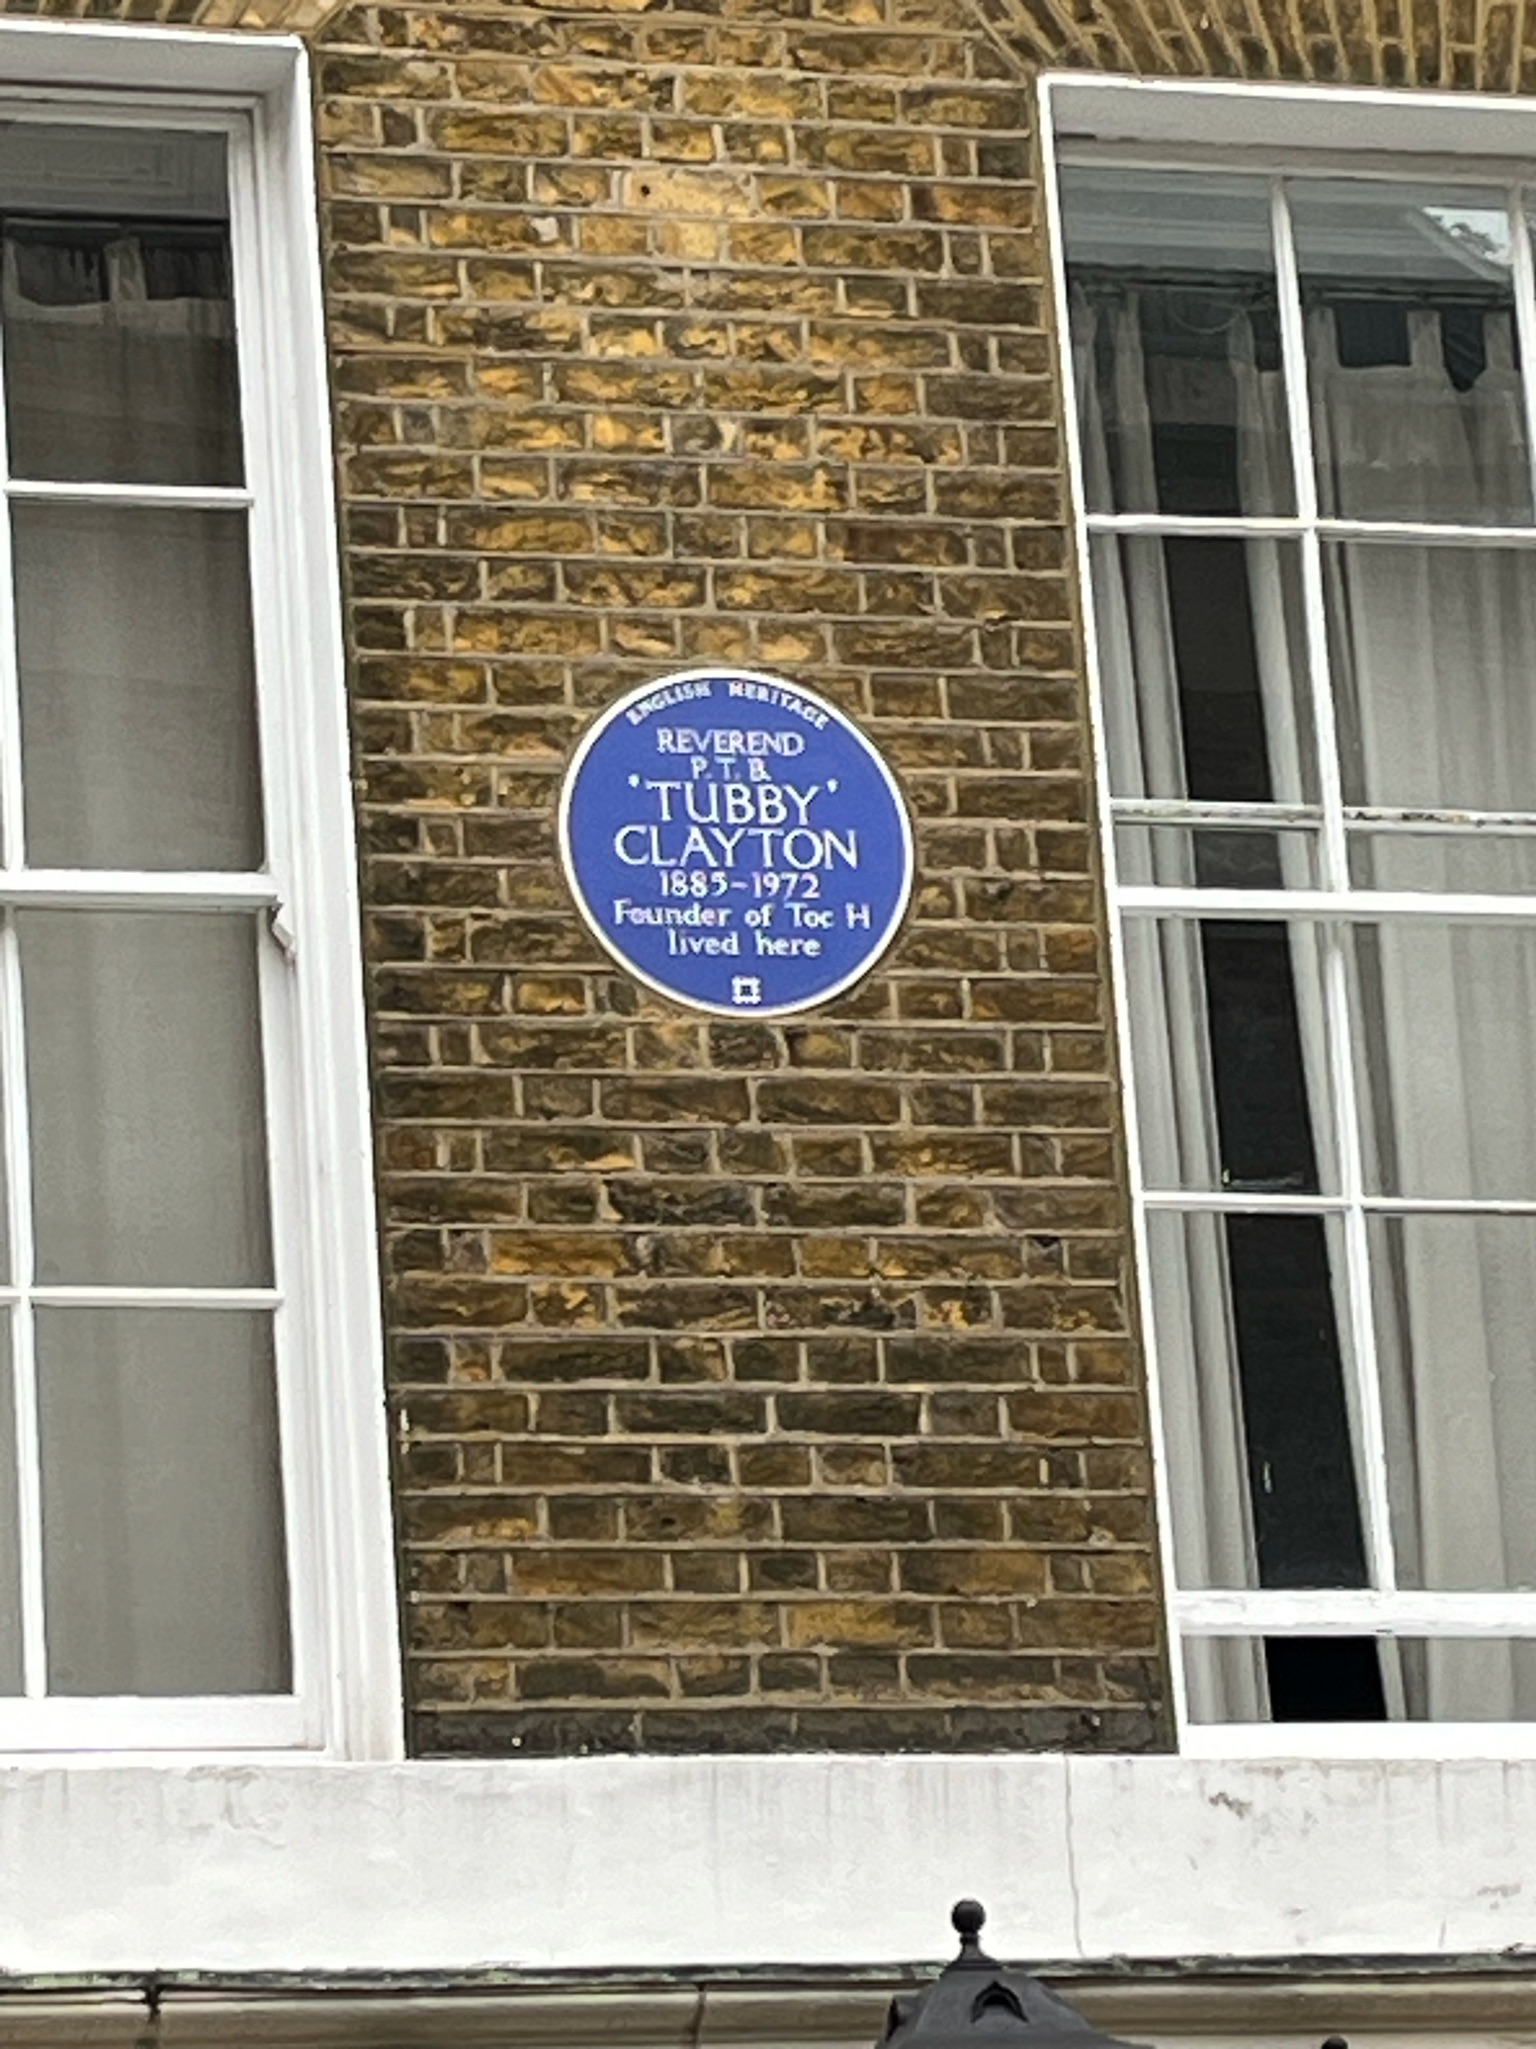 ENGLISH HERITAGE
REVEREND
P. T. B.
'TUBBY'
CLAYTON
1885-1972
Founder of Toc H
lived here